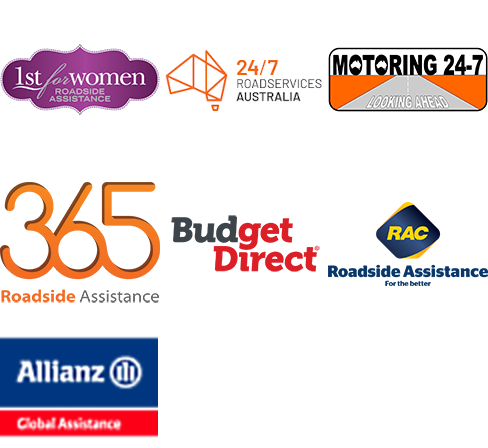 1st for women
ROADSIDE
ASSISTANCE
24/7
ROADSERVICES
AUSTRALIA
MOTORING 24-7
LOOKING AHEAD
365
Roadside Assistance
Budget
Direct©
RAC
Roadside Assistance
For the better
Allianz
Global Assistance